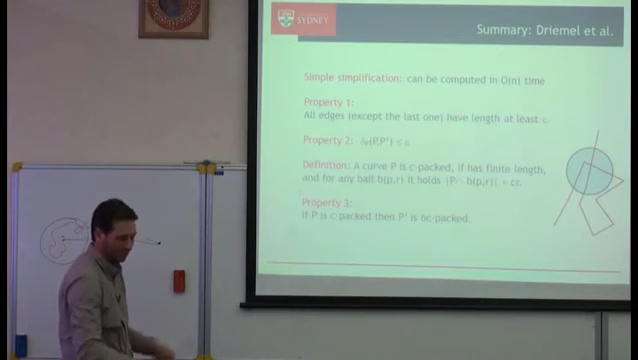 SYDNEY
Summary: Driemel et al.
Simple simplification: can be computed in O(n) time
Property 1:
All edges (except the last one) have length at least ε.
Property 2: δF(P,P') ≤ ε
Definition: A curve P is c-packed, if has finite length,
and for any ball b(p,r) it holds |P ∩ b(p,r)| < cr.
Property 3:
If P is c-packed then P' is 6c-packed.